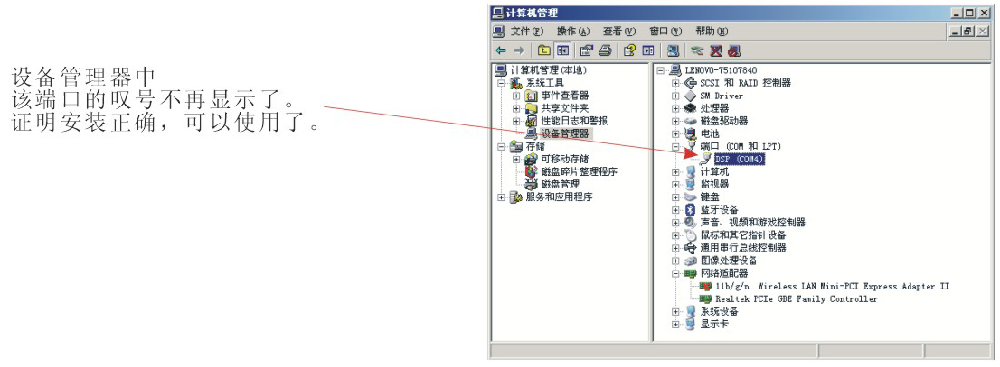 设备管理器中
该端口的叹号不再显示了。
证明安装正确，可以使用了。
计算机管理
文件(F) 操作(A) 查看(V) 窗口(W) 帮助(H)
计算机管理(本地)
系统工具
事件查看器
共享文件夹
性能日志和警报
设备管理器
存储
可移动存储
磁盘碎片整理程序
磁盘管理
服务和应用程序
LENOVO-75107840
SCSI 和 RAID 控制器
SM Driver
处理器
磁盘驱动器
电池
端口 (COM 和 LPT)
DSP (COM4)
计算机
监视器
键盘
蓝牙设备
声音、视频和游戏控制器
鼠标和其它指针设备
通用串行总线控制器
图像处理设备
网络适配器
11b/g/n Wireless LAN Mini-PCI Express Adapter II
Realtek PCIe GBE Family Controller
系统设备
显示卡